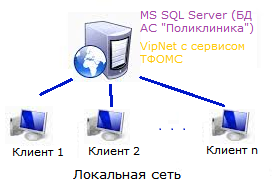 MS SQL Server (БД
АС "Поликлиника")
VipNet с сервисом
ТФОМС
Клиент 1
Клиент 2
. . .
Клиент n
Локальная сеть